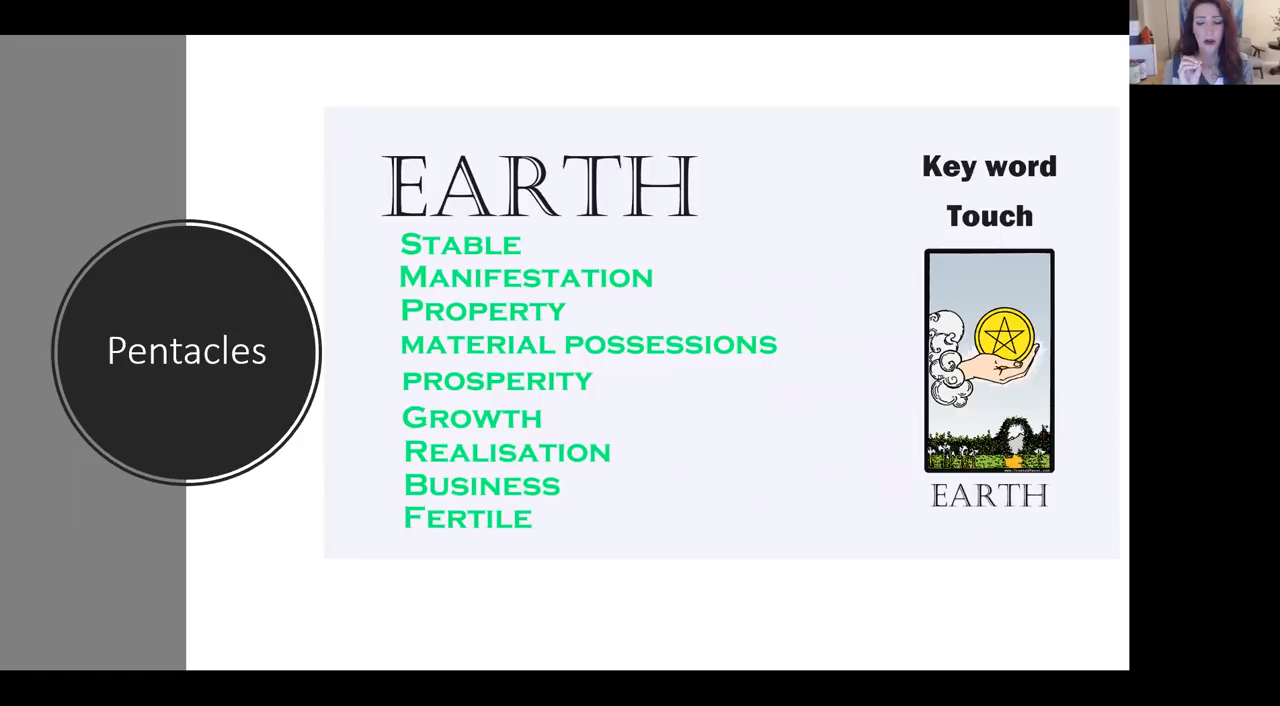 Pentacles
EARTH
STABLE
MANIFESTATION
PROPERTY
MATERIAL POSSESSIONS
PROSPERITY
GROWTH
REALISATION
BUSINESS
FERTILE
Key word
Touch
EARTH